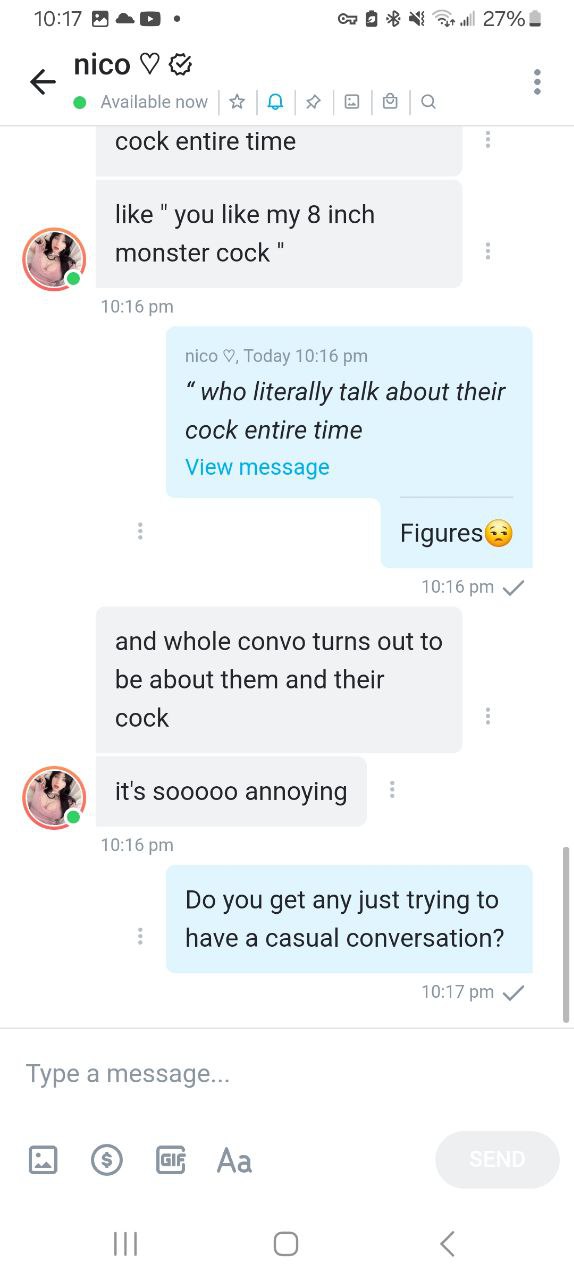 10:17
27%
nico ♡
Available now
cock entire time
like " you like my 8 inch
monster cock "
10:16 pm
nico ♡, Today 10:16 pm
“ who literally talk about their
cock entire time
View message
Figures😒
10:16 pm
and whole convo turns out to
be about them and their
cock
it's sooooo annoying
10:16 pm
Do you get any just trying to
have a casual conversation?
10:17 pm
Type a message...
GIF
Aa
SEND